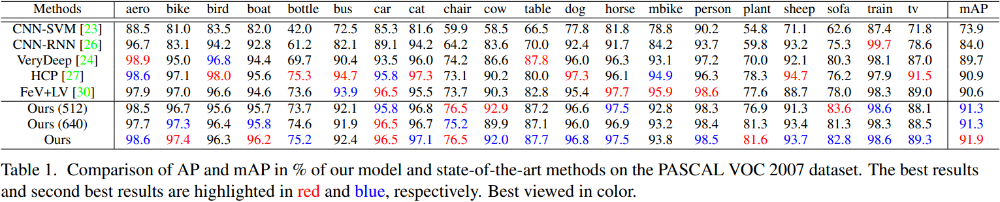 Methods aero bike bird boat bottle bus car cat chair cow table dog horse mbike person plant sheep sofa train tv mAP
CNN-SVM [23] 88.5 81.0 83.5 82.0 42.0 72.5 85.3 81.6 59.9 58.5 66.5 77.8 81.8 78.8 90.2 54.8 71.1 62.6 87.4 71.8 73.9
CNN-RNN [26] 96.7 83.1 94.2 92.8 61.2 82.1 89.1 94.2 64.2 83.6 70.0 92.4 91.7 84.2 93.7 59.8 93.2 75.3 99.7 78.6 84.0
VeryDeep [24] 98.9 95.0 96.8 94.4 69.7 90.4 93.5 96.0 74.2 86.6 87.8 96.0 96.3 93.1 97.2 70.0 92.1 80.3 98.1 87.0 89.7
HCP [27] 98.6 97.1 98.0 95.6 75.3 94.7 95.8 97.3 73.1 90.2 80.0 97.3 96.1 94.9 96.3 78.3 94.7 76.2 97.9 91.5 90.9
FeV+LV [30] 97.9 97.0 96.6 94.6 73.6 93.9 96.5 95.5 73.7 90.3 82.8 95.4 97.7 95.9 98.6 77.6 88.7 78.0 98.3 89.0 90.6
Ours (512) 98.5 96.7 95.6 95.7 73.7 92.1 95.8 96.8 76.5 92.9 87.2 96.6 97.5 92.8 98.3 76.9 91.3 83.6 98.6 88.1 91.3
Ours (640) 97.7 97.3 96.4 95.8 74.6 91.9 96.5 96.7 75.2 89.9 87.1 96.0 96.9 93.2 98.4 81.3 93.4 81.3 98.3 88.5 91.3
Ours 98.6 97.4 96.3 96.2 75.2 92.4 96.5 97.1 76.5 92.0 87.7 96.8 97.5 93.8 98.5 81.6 93.7 82.8 98.6 89.3 91.9
Table 1. Comparison of AP and mAP in % of our model and state-of-the-art methods on the PASCAL VOC 2007 dataset. The best results
and second best results are highlighted in red and blue, respectively. Best viewed in color.